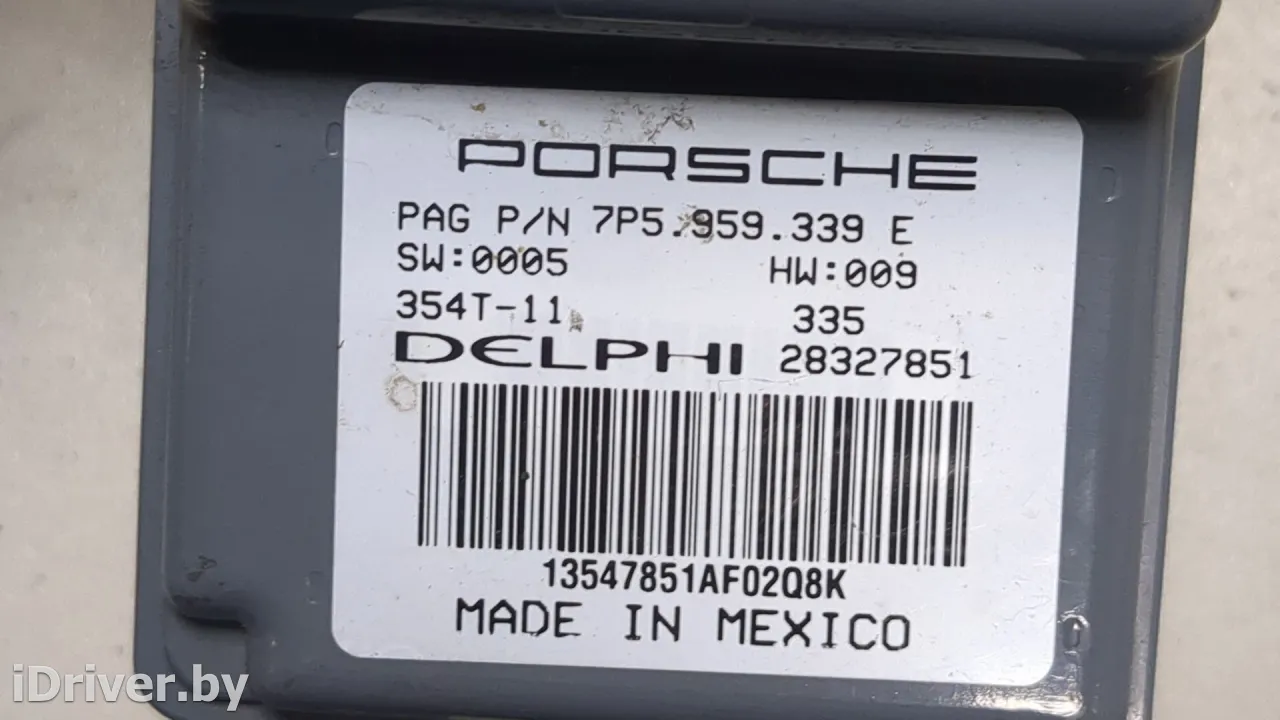 PORSCHE
PAG P/N 7P5.959.339 E
SW:0005 HW:009
354T-11 335
DELPHI 28327851
13547851AF02Q8K
MADE IN MEXICO
iDriver.by